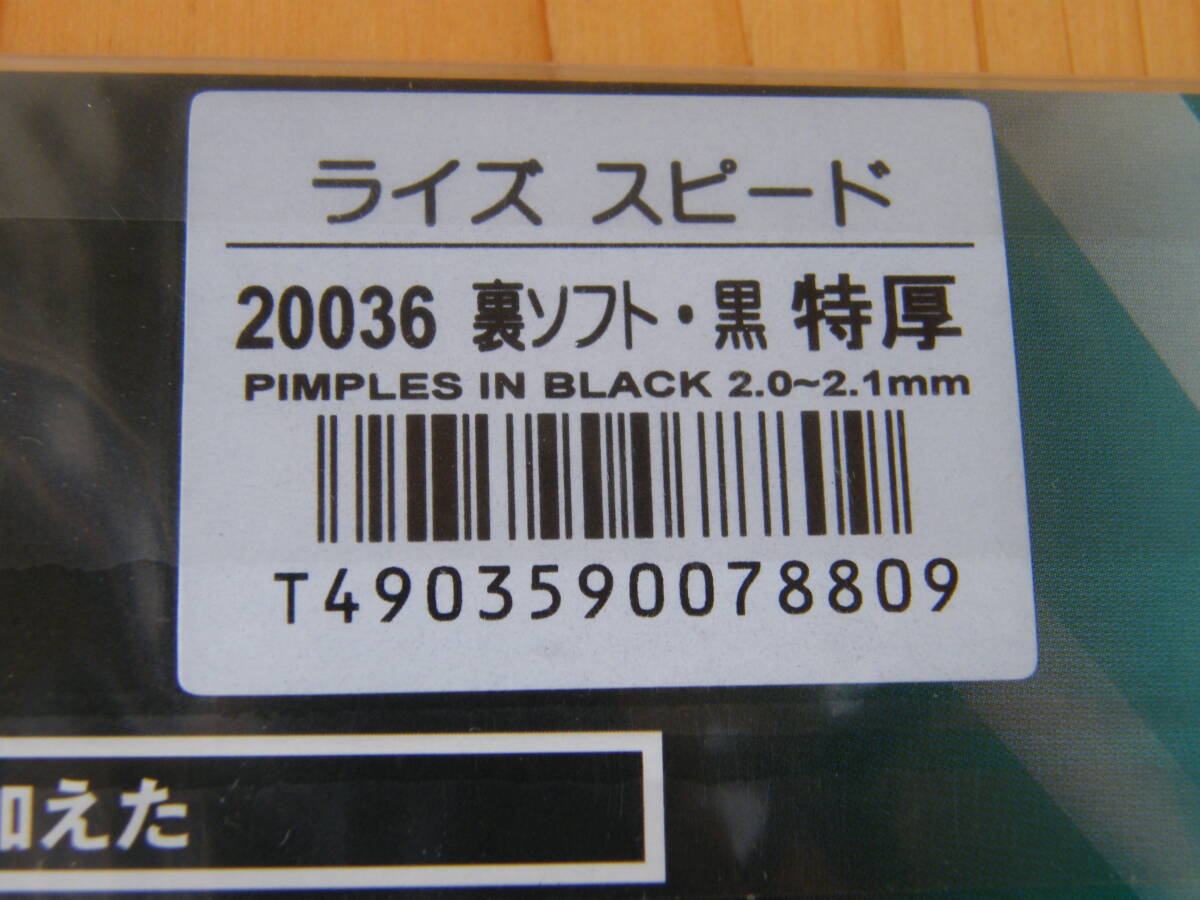 ライズ スピード
20036 裏ソフト・黒 特厚
PIMPLES IN BLACK 2.0~2.1mm
T4903590078809
加えた